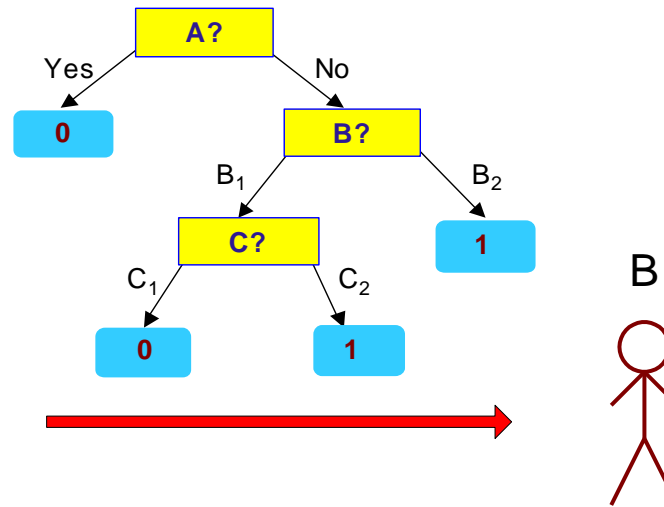 A?
Yes
No
0
B?
B₁
B₂
C?
1
B
C₁
C₂
0
1